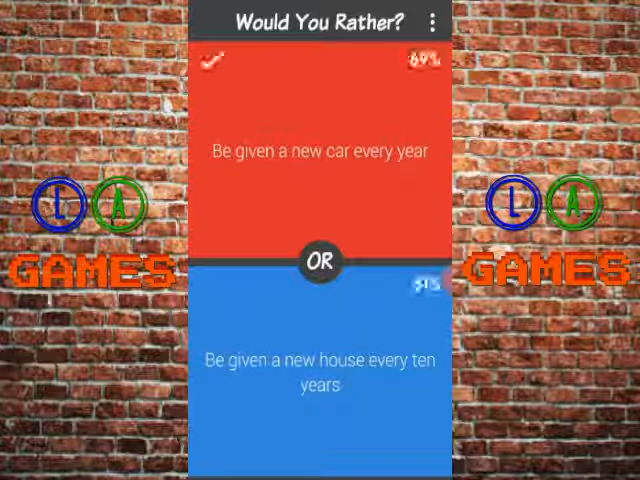 Would You Rather?
69%
Be given a new car every year
OR
Be given a new house every ten
years
L A
GAMES
L A
GAMES